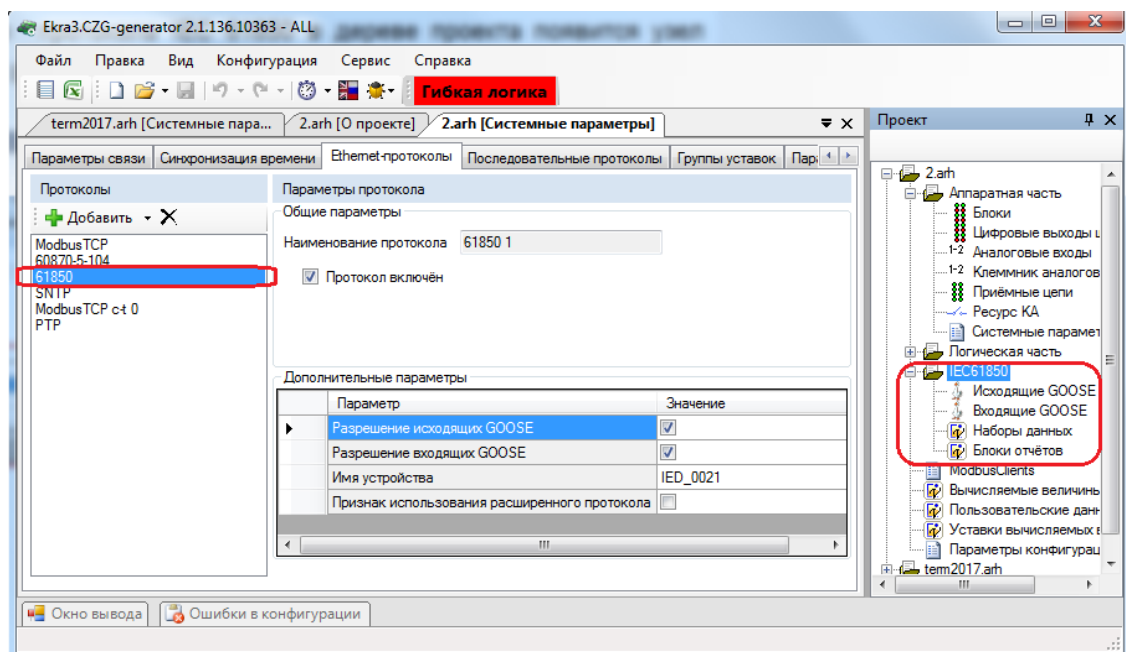 Ekra3.CZG-generator 2.1.136.10363 - ALL
Файл Правка Вид Конфигурация Сервис Справка
Гибкая логика
term2017.arh [Системные пара... 2.arh [О проекте] 2.arh [Системные параметры]
Параметры связи Синхронизация времени Ethernet-протоколы Последовательные протоколы Группы уставок Пар
Протоколы
Добавить
ModbusTCP
60870-5-104
61850
SNTP
ModbusTCP c-t 0
PTP
Параметры протокола
Общие параметры
Наименование протокола 61850 1
Протокол включён
Дополнительные параметры
Параметр Значение
Разрешение исходящих GOOSE
Разрешение входящих GOOSE
Имя устройства IED_0021
Признак использования расширенного протокола
Проект
2.arh
Аппаратная часть
Блоки
Цифровые выходы ц
1-2 Аналоговые входы
1-2 Клеммник аналогов
Приёмные цепи
Ресурс КА
Системные парамет
Логическая часть
IEC61850
Исходящие GOOSE
Входящие GOOSE
Наборы данных
Блоки отчётов
ModbusClients
Вычисляемые величинь
Пользовательские данн
Уставки вычисляемых в
Параметры конфигурац
term2017.arh
Окно вывода Ошибки в конфигурации